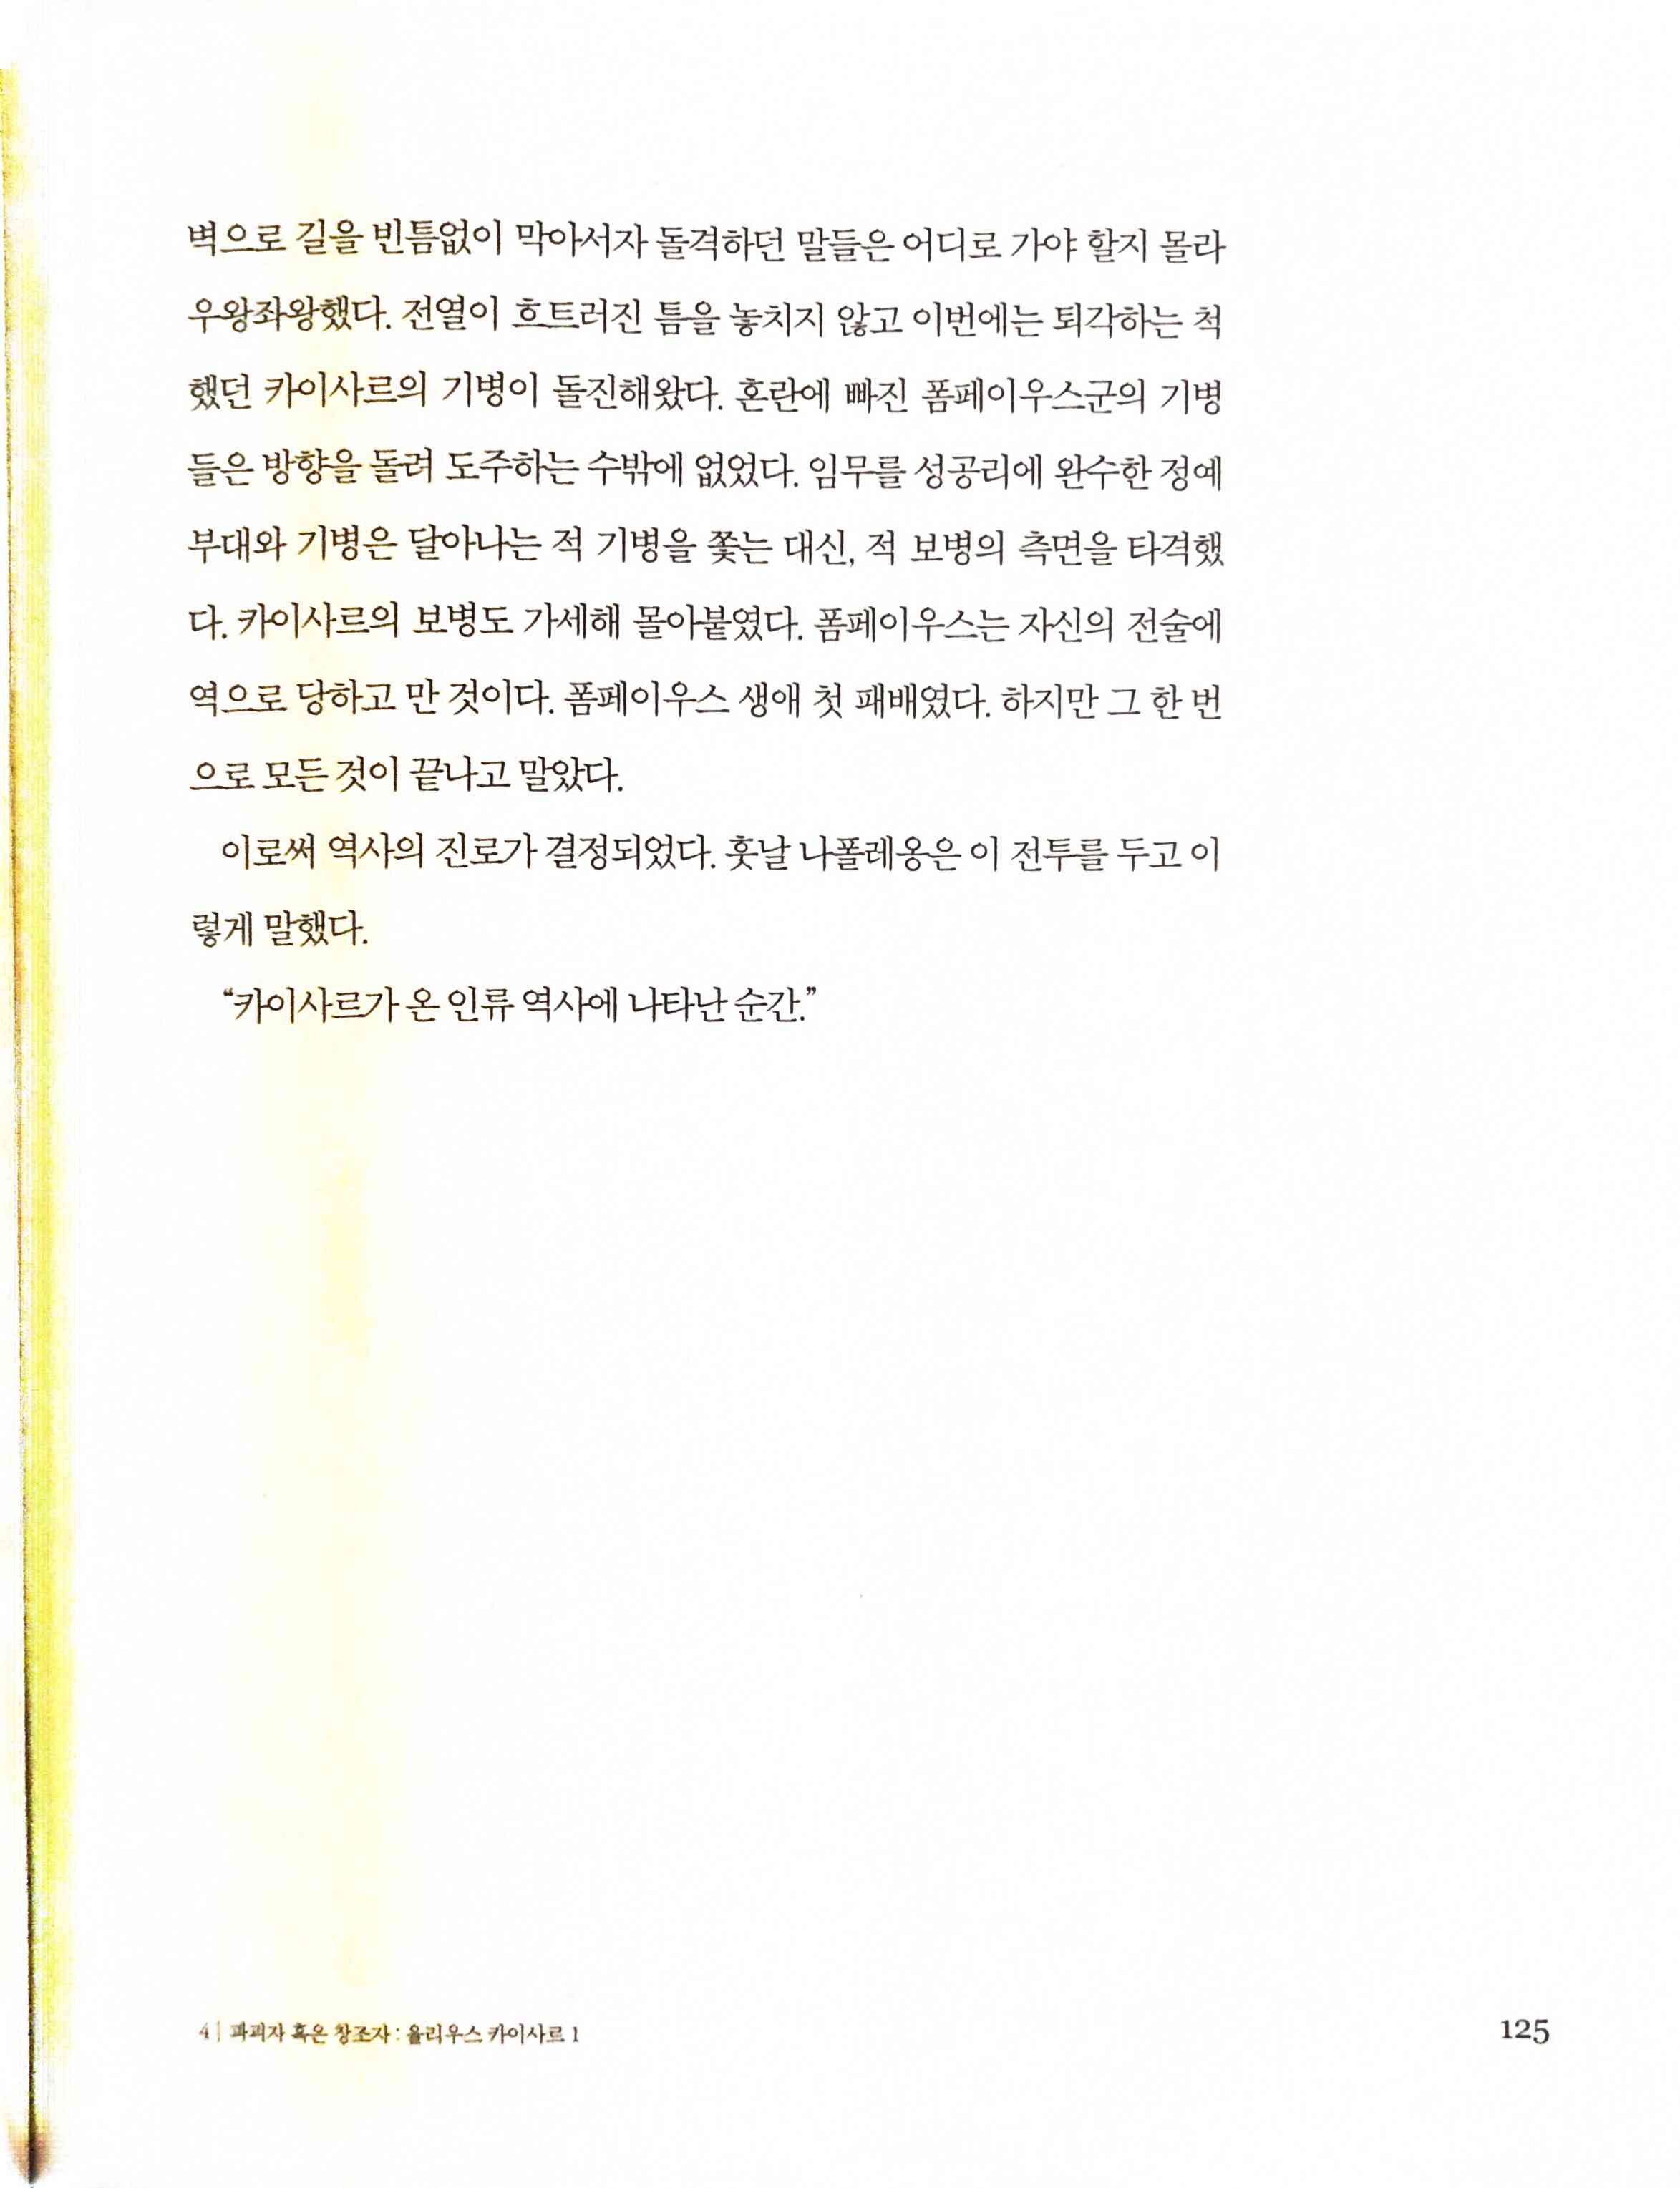 벽으로 길을 빈틈없이 막아서자 돌격하던 말들은 어디로 가야 할지 몰라
우왕좌왕했다. 전열이 흐트러진 틈을 놓치지 않고 이번에는 퇴각하는 척
했던 카이사르의 기병이 돌진해왔다. 혼란에 빠진 폼페이우스군의 기병
들은 방향을 돌려 도주하는 수밖에 없었다. 임무를 성공리에 완수한 정예
부대와 기병은 달아나는 적 기병을 쫓는 대신, 적 보병의 측면을 타격했
다. 카이사르의 보병도 가세해 몰아붙였다. 폼페이우스는 자신의 전술에
역으로 당하고 만 것이다. 폼페이우스 생애 첫 패배였다. 하지만 그 한 번
으로 모든 것이 끝나고 말았다.
이로써 역사의 진로가 결정되었다. 훗날 나폴레옹은 이 전투를 두고 이
렇게 말했다.
“카이사르가 온 인류 역사에 나타난 순간.”
4 | 파괴자 혹은 창조자 : 율리우스 카이사르 1
125